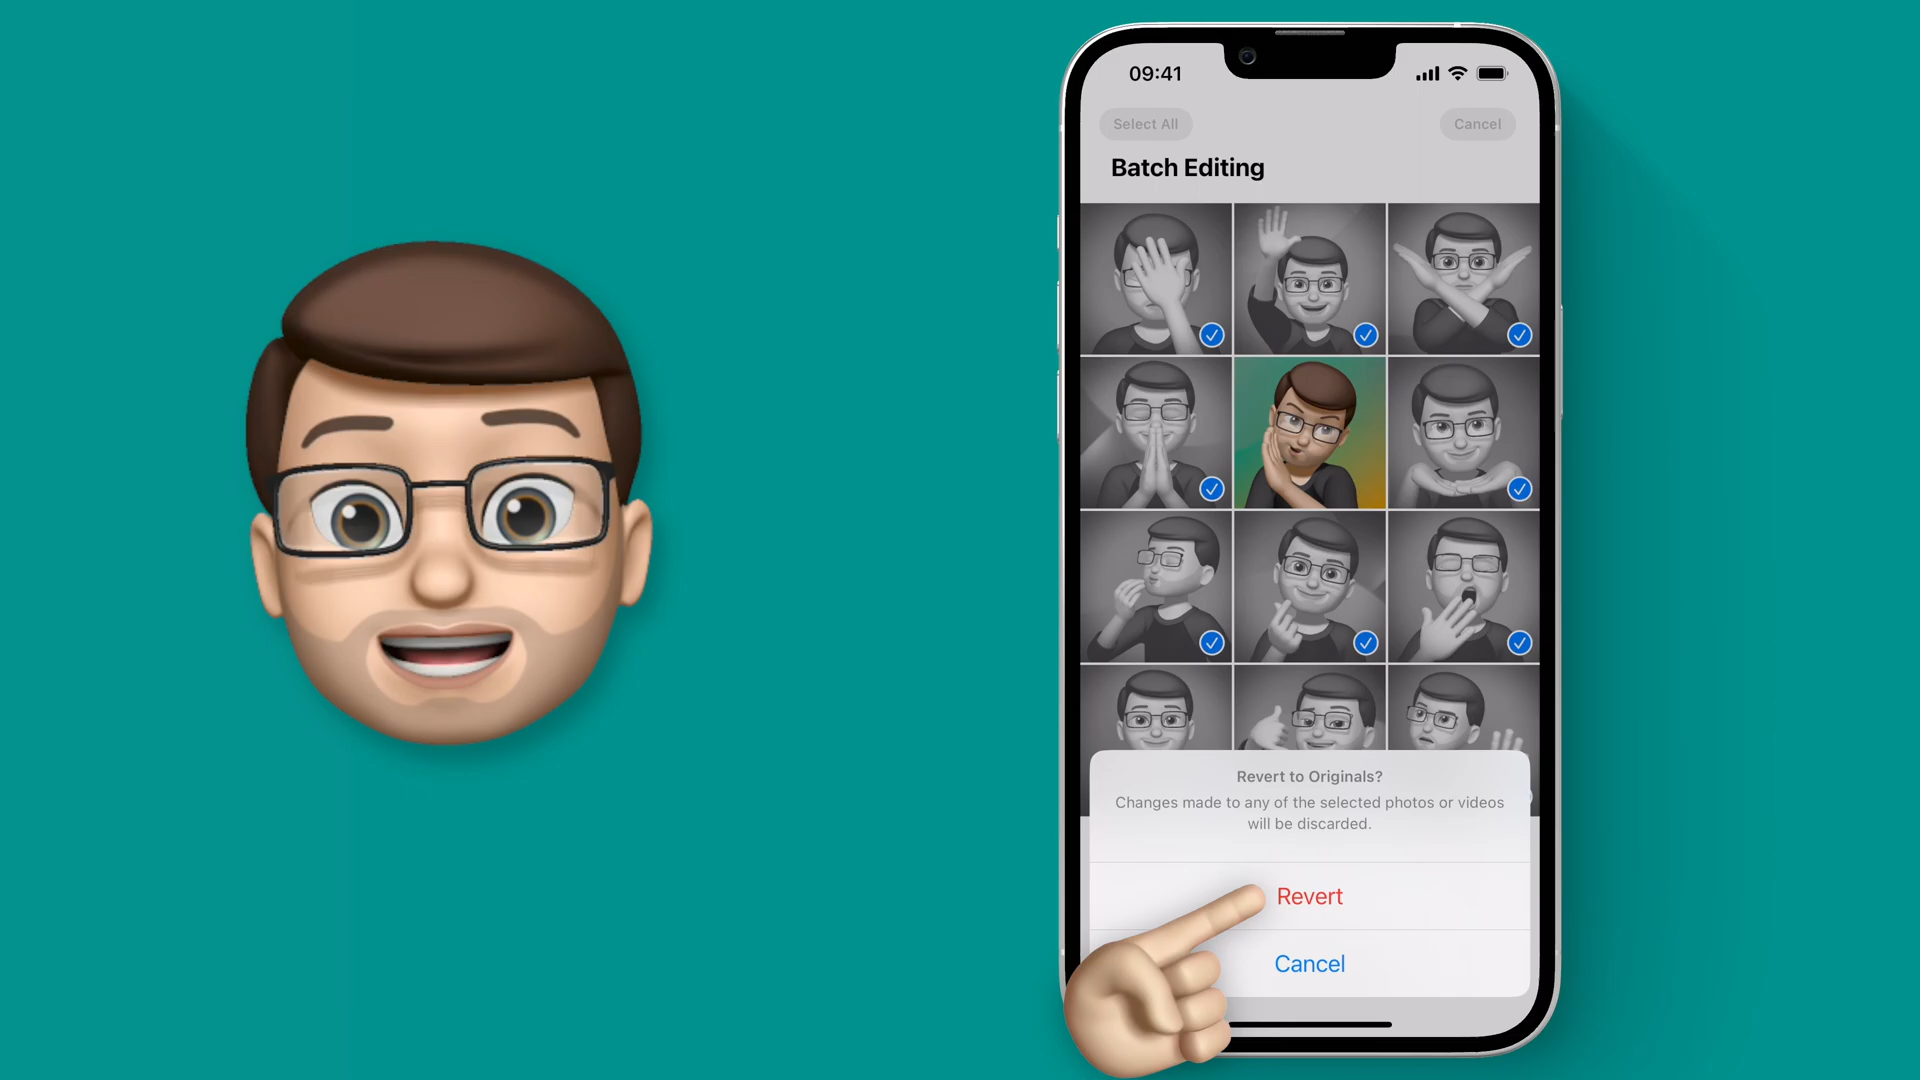 09:41
Select All
Cancel
Batch Editing
Revert to Originals?
Changes made to any of the selected photos or videos
will be discarded.
Revert
Cancel